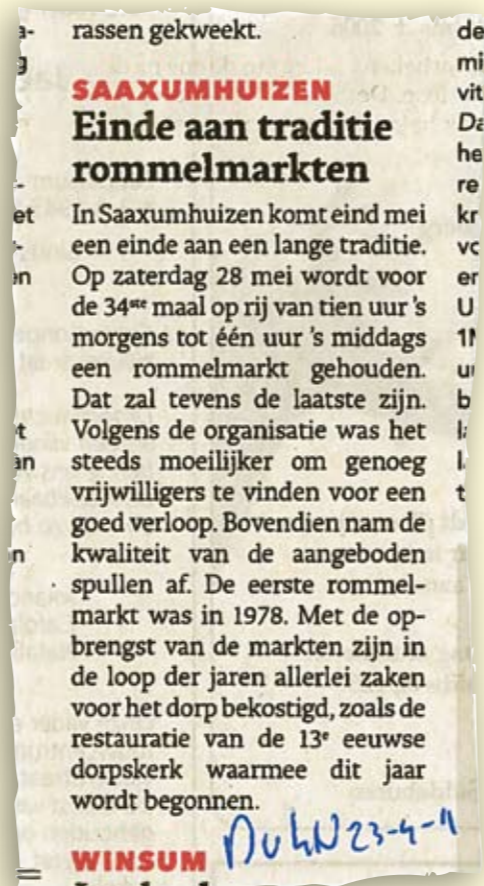 rassen gekweekt.
SAAXUMHUIZEN
Einde aan traditie
rommelmarkten
In Saaxumhuizen komt eind mei
een einde aan een lange traditie.
Op zaterdag 28 mei wordt voor
de 34ste maal op rij van tien uur 's
morgens tot één uur 's middags
een rommelmarkt gehouden.
Dat zal tevens de laatste zijn.
Volgens de organisatie was het
steeds moeilijker om genoeg
vrijwilligers te vinden voor een
goed verloop. Bovendien nam de
kwaliteit van de aangeboden
spullen af. De eerste rommel-
markt was in 1978. Met de op-
brengst van de markten zijn in
de loop der jaren allerlei zaken
voor het dorp bekostigd, zoals de
restauratie van de 13e eeuwse
dorpskerk waarmee dit jaar
wordt begonnen.
DvhN 23-4-11
WINSUM